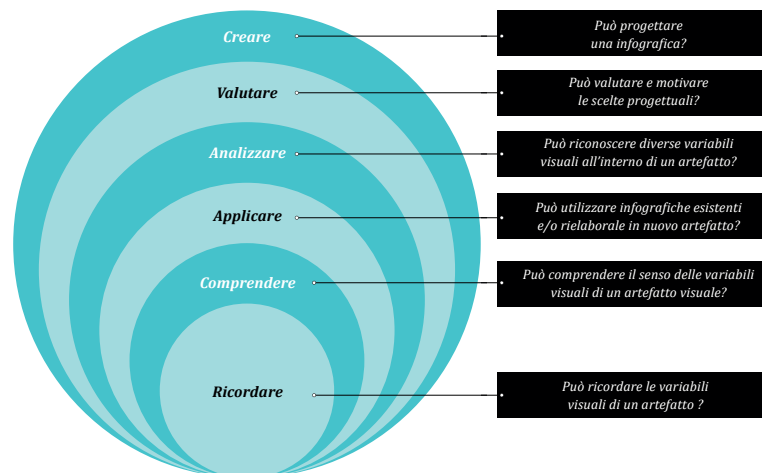 Creare
Può progettare
una infografica?
Valutare
Può valutare e motivare
le scelte progettuali?
Analizzare
Può riconoscere diverse variabili
visuali all'interno di un artefatto?
Applicare
Può utilizzare infografiche esistenti
e/o rielaborale in nuovo artefatto?
Comprendere
Può comprendere il senso delle variabili
visuali di un artefatto visuale?
Ricordare
Può ricordare le variabili
visuali di un artefatto ?